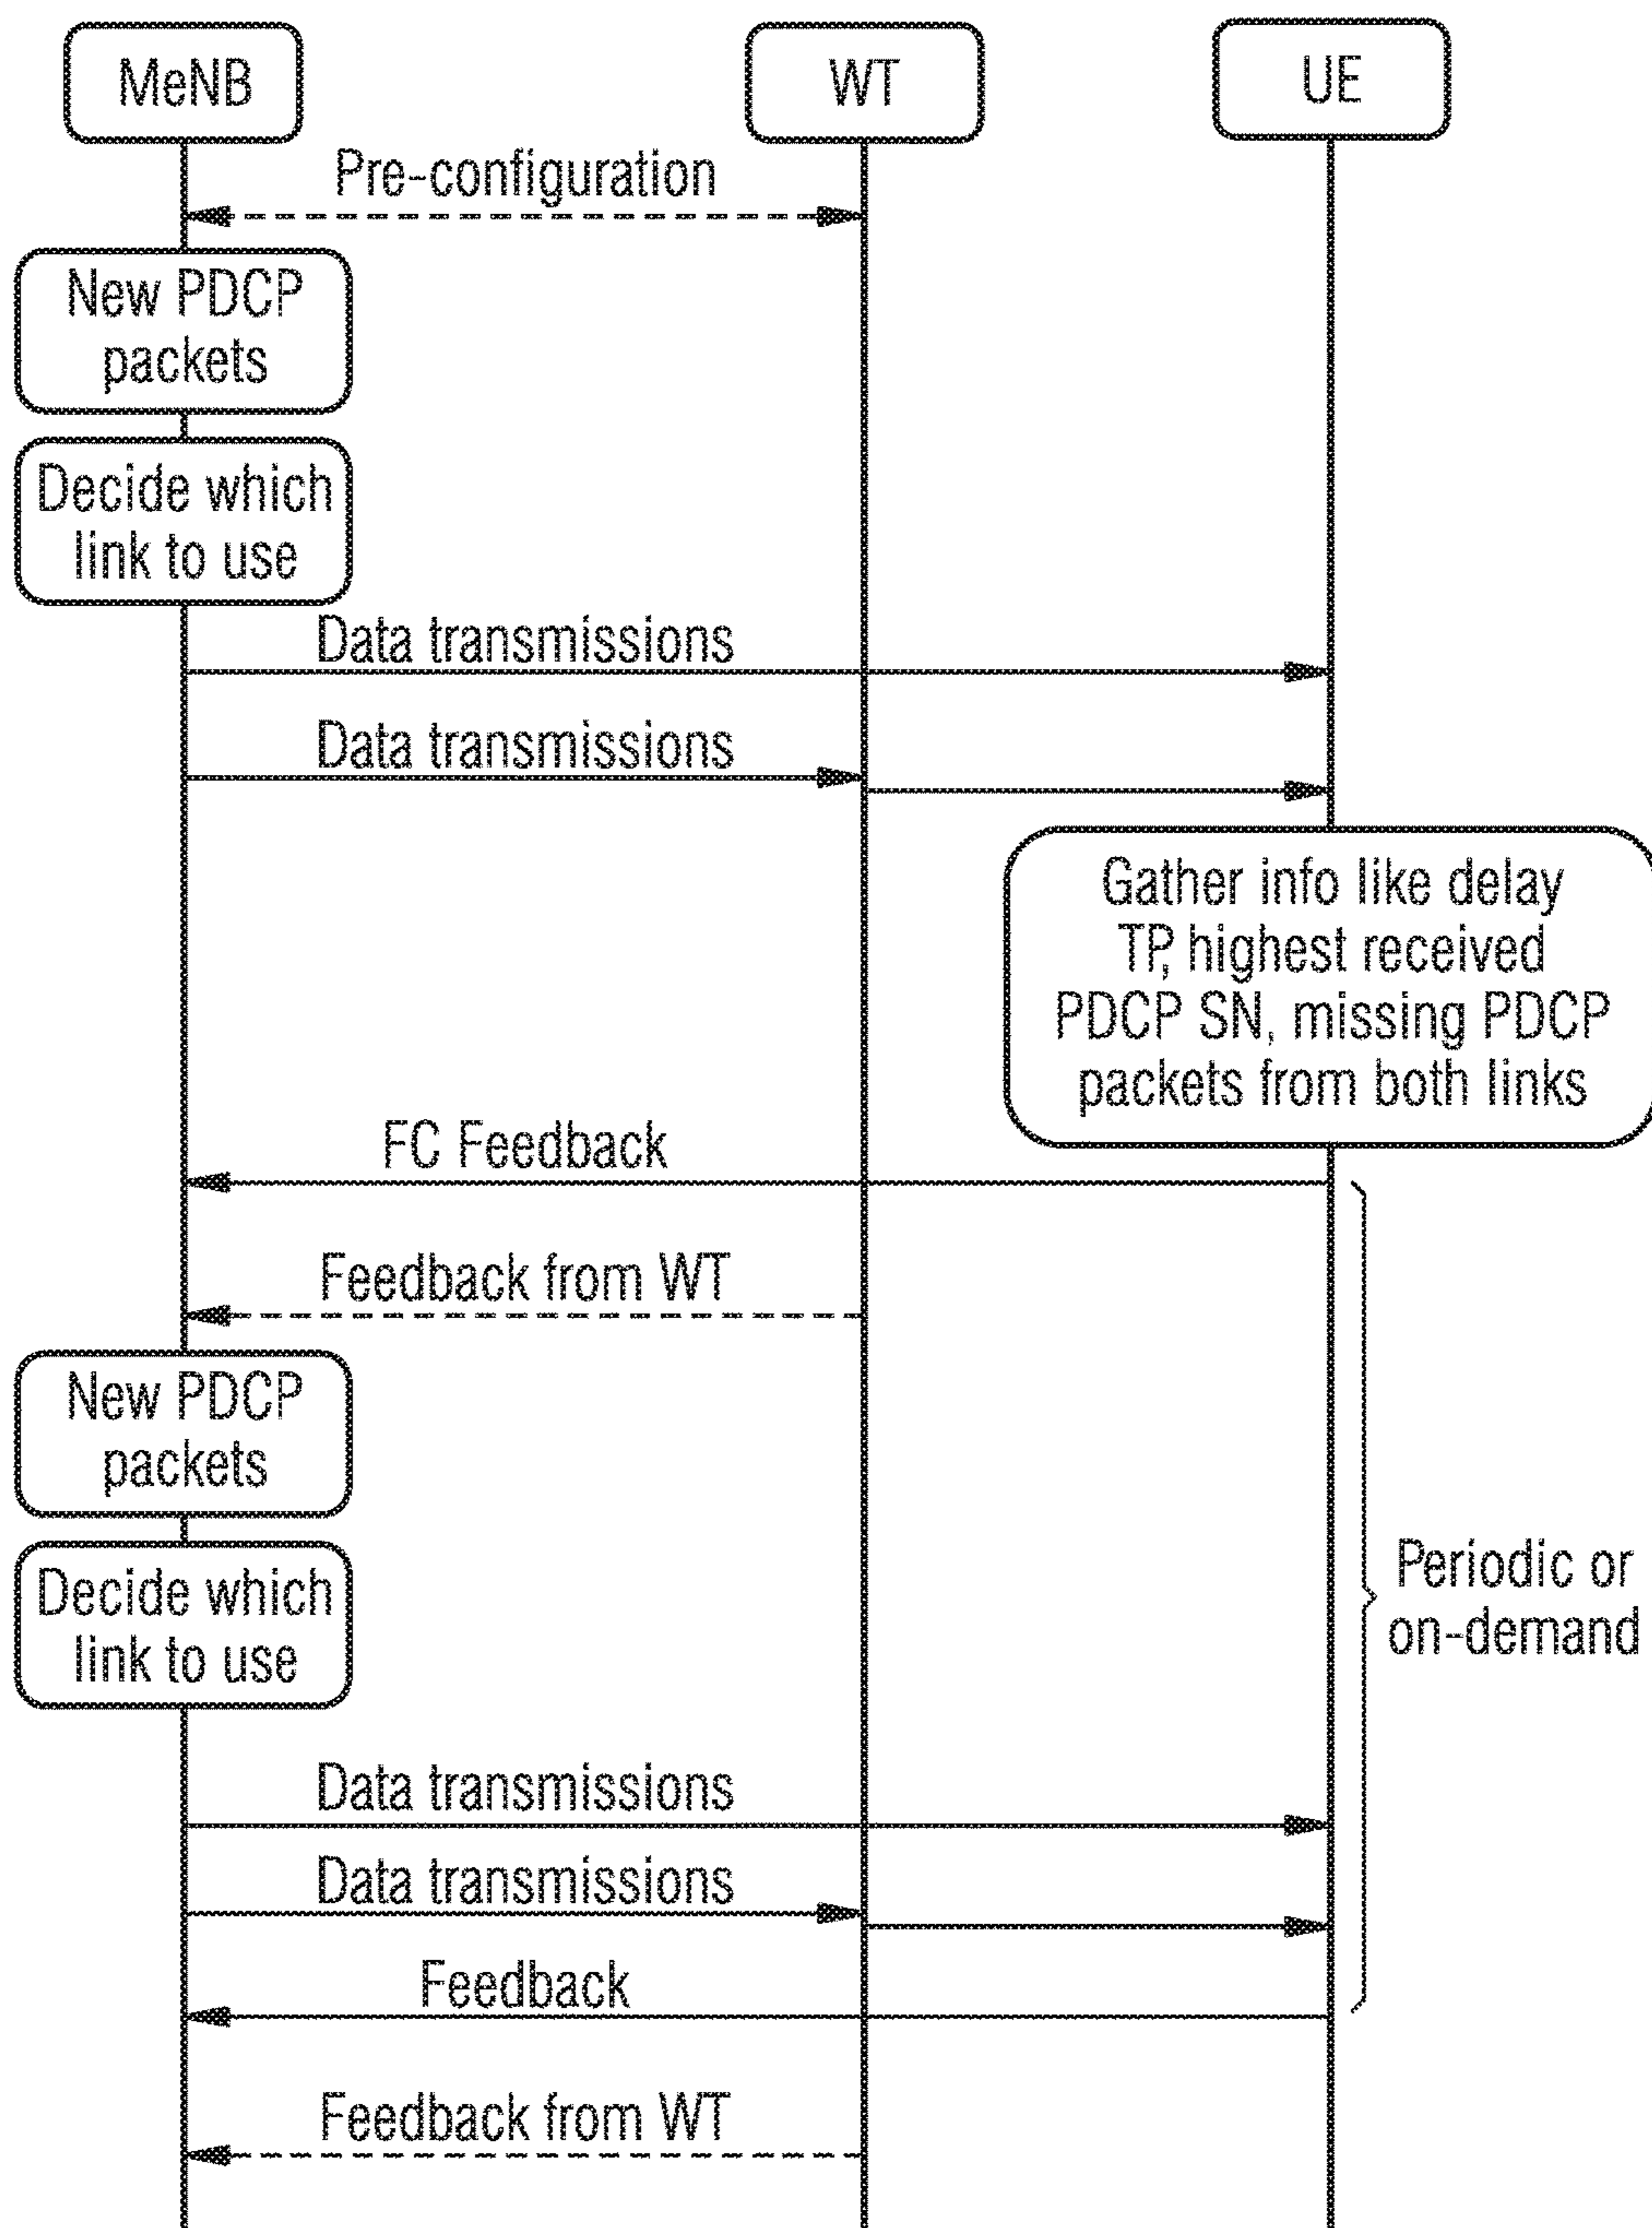 MeNB
WT
UE
Pre-configuration
New PDCP
packets
Decide which
link to use
Data transmissions
Data transmissions
Gather info like delay
TP, highest received
PDCP SN, missing PDCP
packets from both links
FC Feedback
Feedback from WT
New PDCP
packets
Decide which
link to use
Periodic or
on-demand
Data transmissions
Data transmissions
Feedback
Feedback from WT